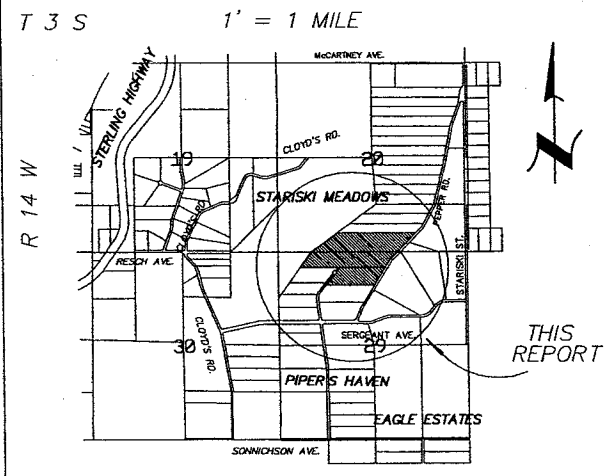 T 3 S
1' = 1 MILE
McCARTNEY AVE.
STERLING HIGHWAY
CLOYD'S RD.
19
20
R 14 W
STARISKI MEADOWS
PEPPER RD.
CLOYD'S RD.
STARISKI ST.
RESCH AVE.
N
CLOYD'S RD.
SERGEANT AVE.
THIS
REPORT
30
29
PIPER'S HAVEN
EAGLE ESTATES
SONNICHSON AVE.